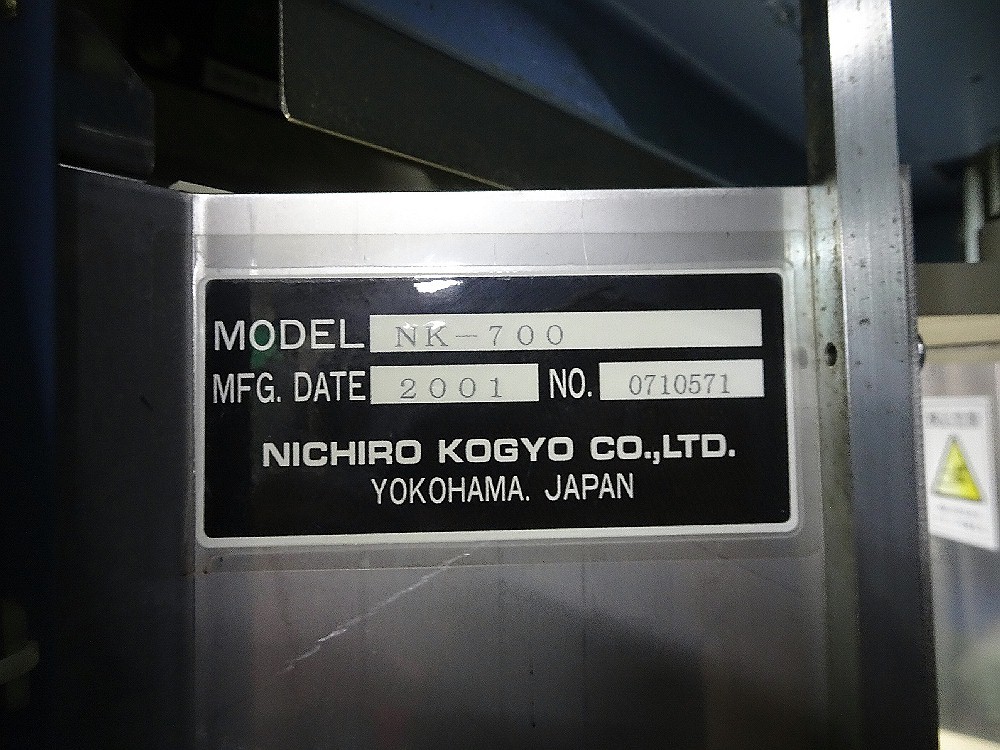 MODEL NK-700
MFG. DATE 2001 NO. 0710571
NICHIRO KOGYO CO.,LTD.
YOKOHAMA. JAPAN